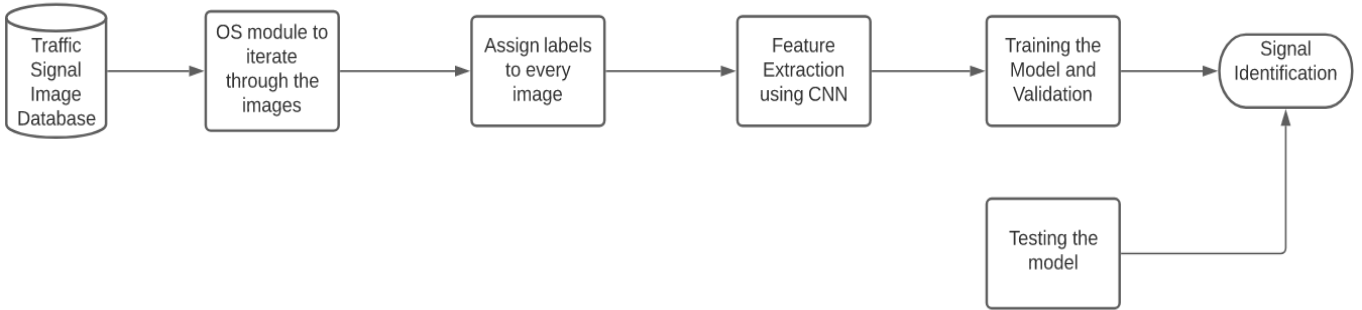 Traffic
Signal
Image
Database
OS module to
iterate
through the
images
Assign labels
to every
image
Feature
Extraction
using CNN
Training the
Model and
Validation
Signal
Identification
Testing the
model